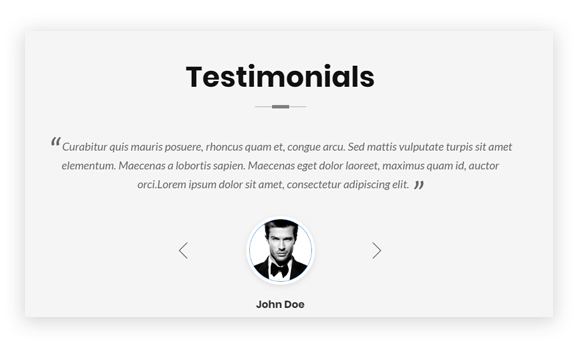 Testimonials
“ Curabitur quis mauris posuere, rhoncus quam et, congue arcu. Sed mattis vulputate turpis sit amet
elementum. Maecenas a lobortis sapien. Maecenas eget dolor laoreet, maximus quam id, auctor
orci.Lorem ipsum dolor sit amet, consectetur adipiscing elit. ”
John Doe